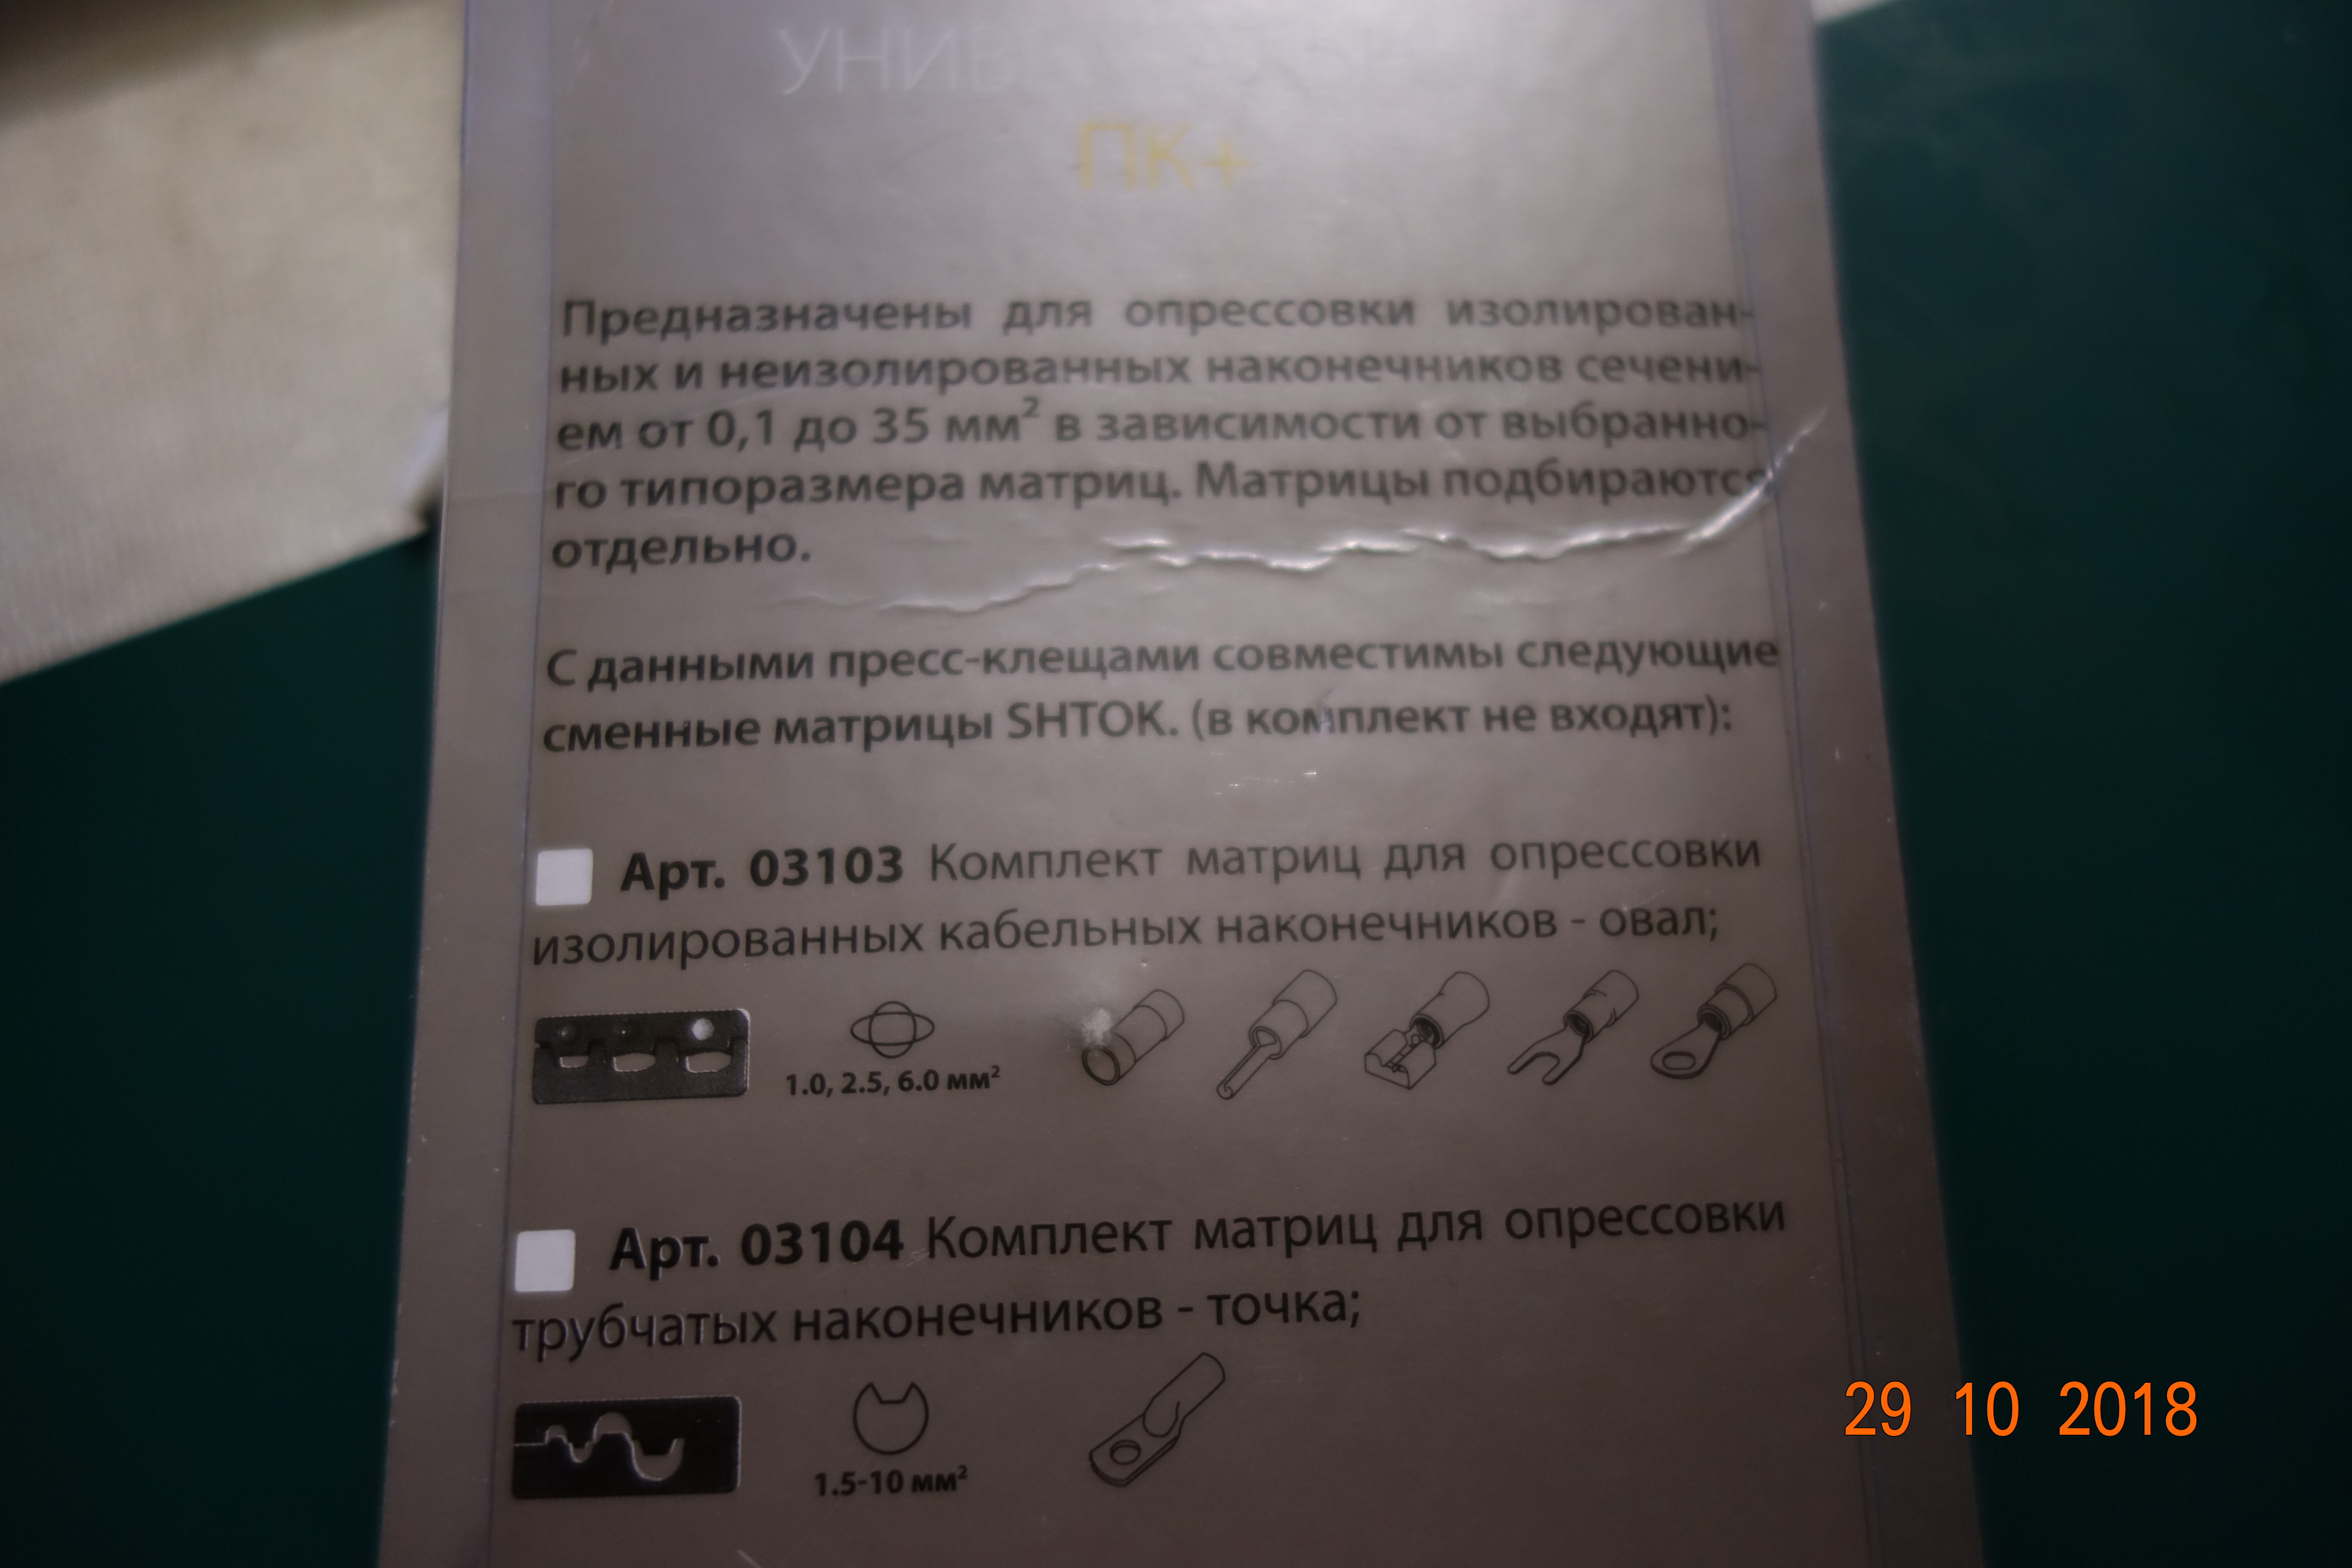 ПК+
Предназначены для опрессовки изолирован-
ных и неизолированных наконечников сечени-
ем от 0,1 до 35 мм² в зависимости от выбранно-
го типоразмера матриц. Матрицы подбираются
отдельно.
С данными пресс-клещами совместимы следующие
сменные матрицы SHTOK. (в комплект не входят):
Арт. 03103 Комплект матриц для опрессовки
изолированных кабельных наконечников - овал;
1.0, 2.5, 6.0 мм²
Арт. 03104 Комплект матриц для опрессовки
трубчатых наконечников - точка;
1.5-10 мм²
29 10 2018